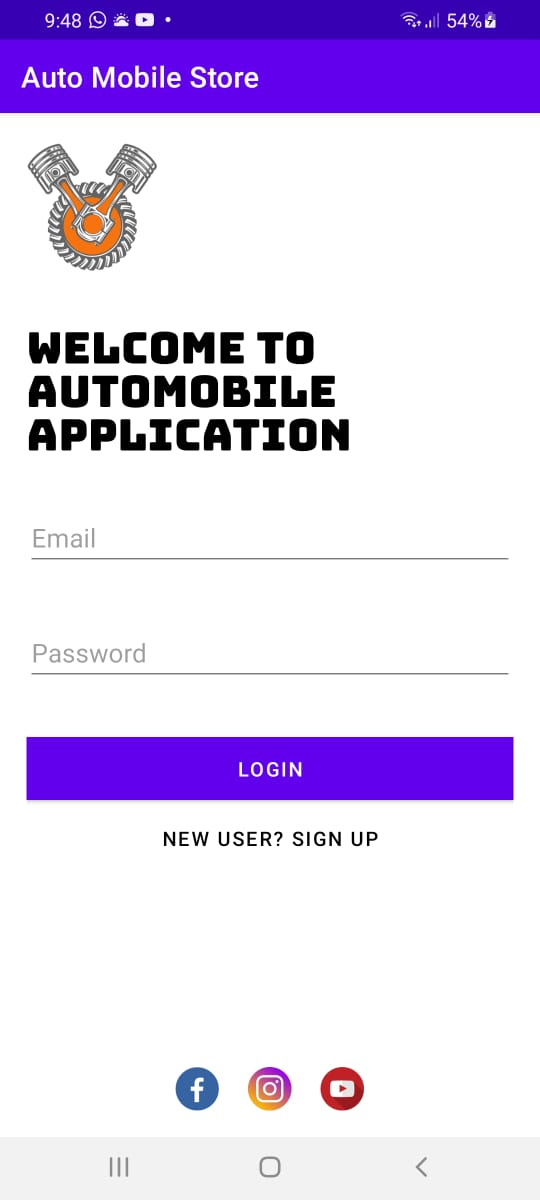 9:48
54%
Auto Mobile Store
WELCOME TO
AUTOMOBILE
APPLICATION
Email
Password
LOGIN
NEW USER? SIGN UP